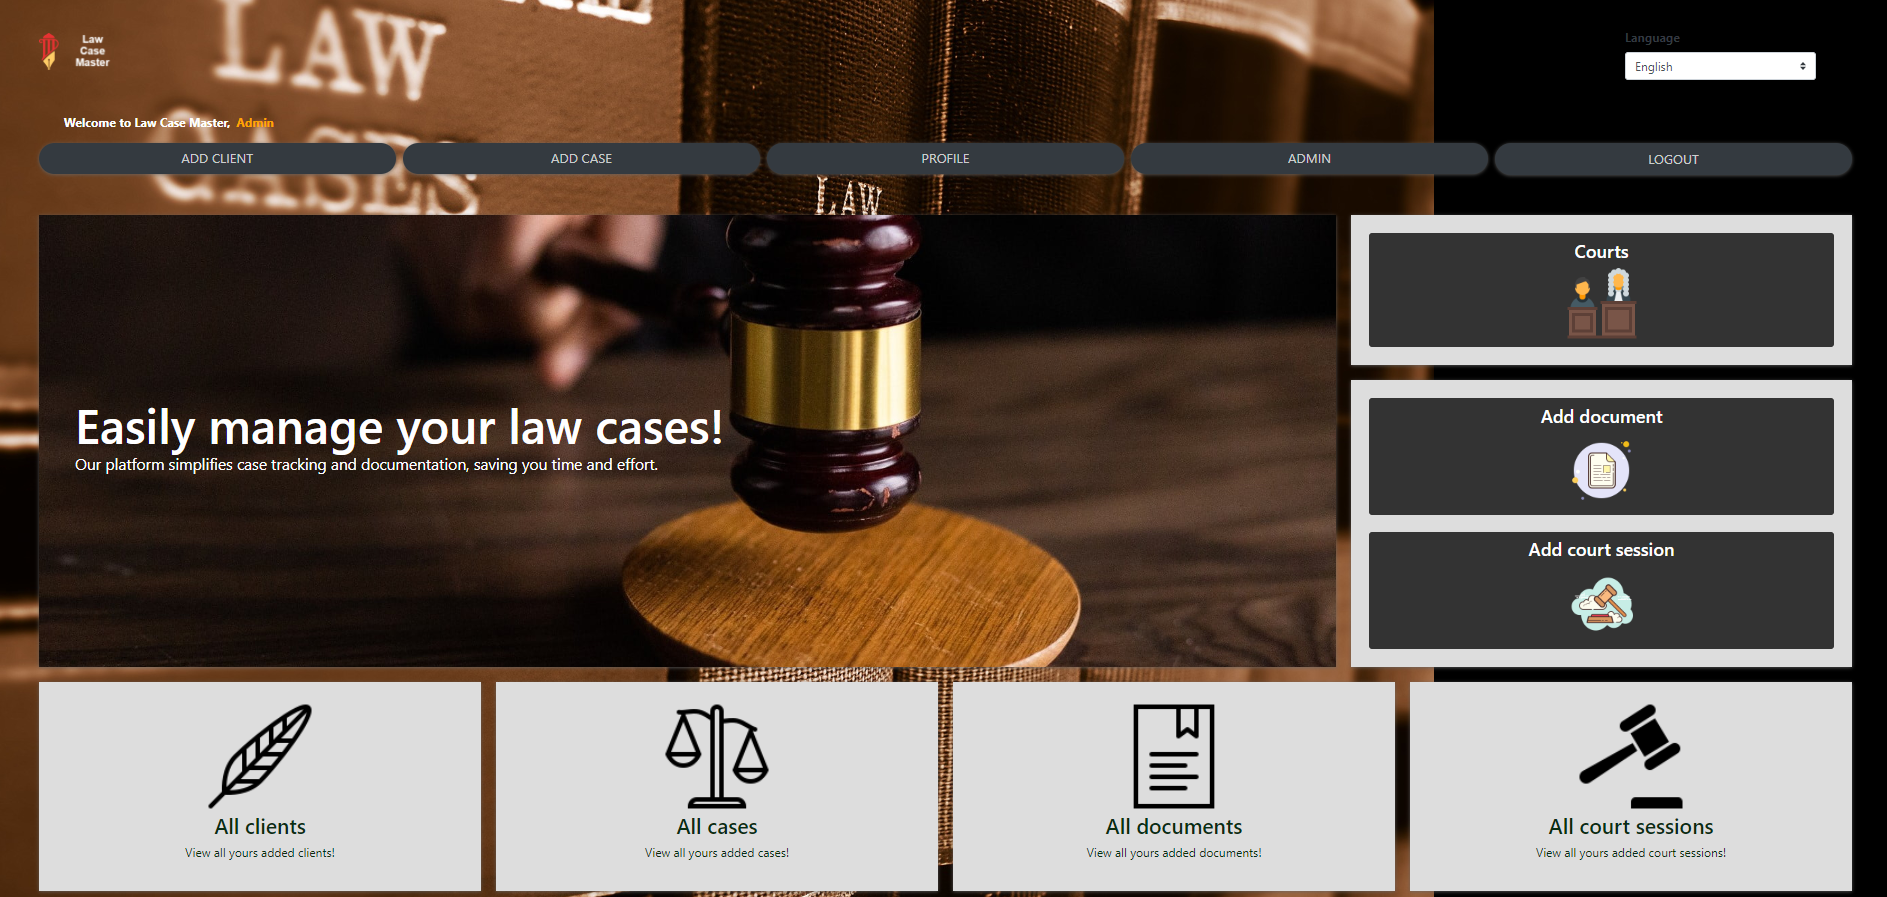 LAW
CASES
Law
Case
Master
Language
English
Welcome to Law Case Master, Admin
ADD CLIENT
ADD CASE
PROFILE
ADMIN
LOGOUT
LAW
Courts
Easily manage your law cases!
Our platform simplifies case tracking and documentation, saving you time and effort.
Add document
Add court session
All clients
View all yours added clients!
All cases
View all yours added cases!
All documents
View all yours added documents!
All court sessions
View all yours added court sessions!